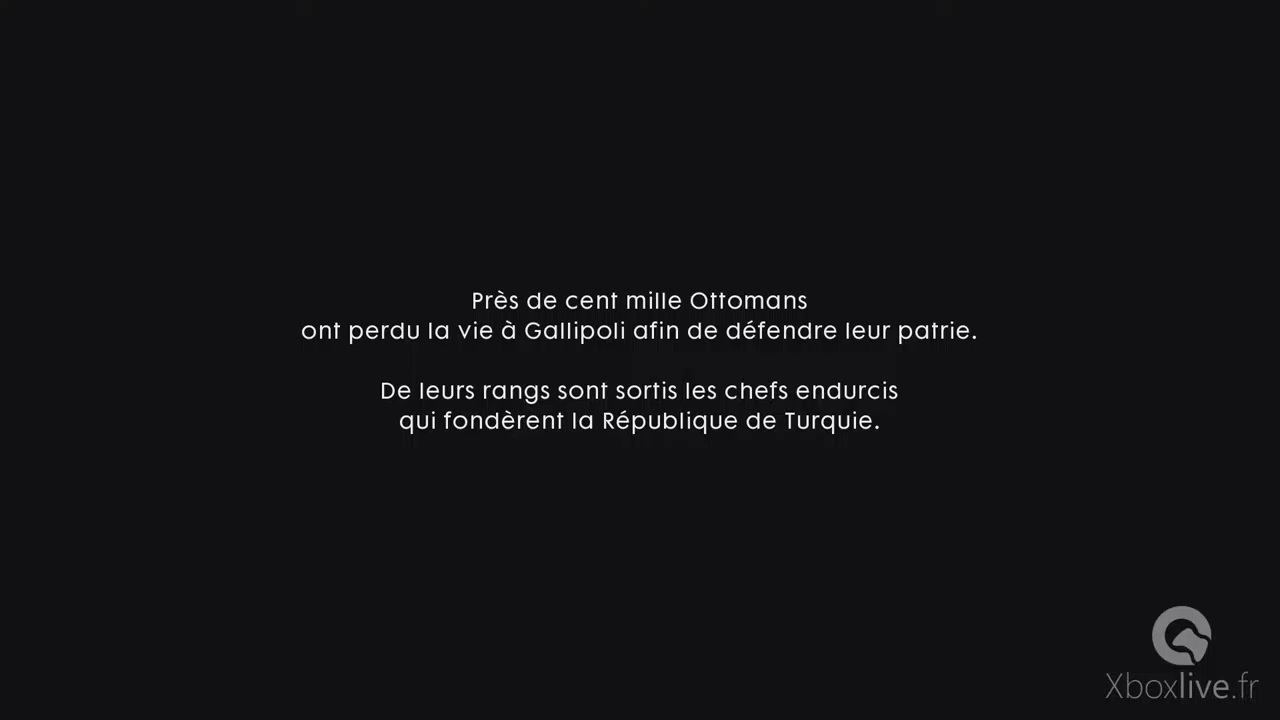 Près de cent mille Ottomans
ont perdu la vie à Gallipoli afin de défendre leur patrie.
De leurs rangs sont sortis les chefs endurcis
qui fondèrent la République de Turquie.
Xboxlive.fr